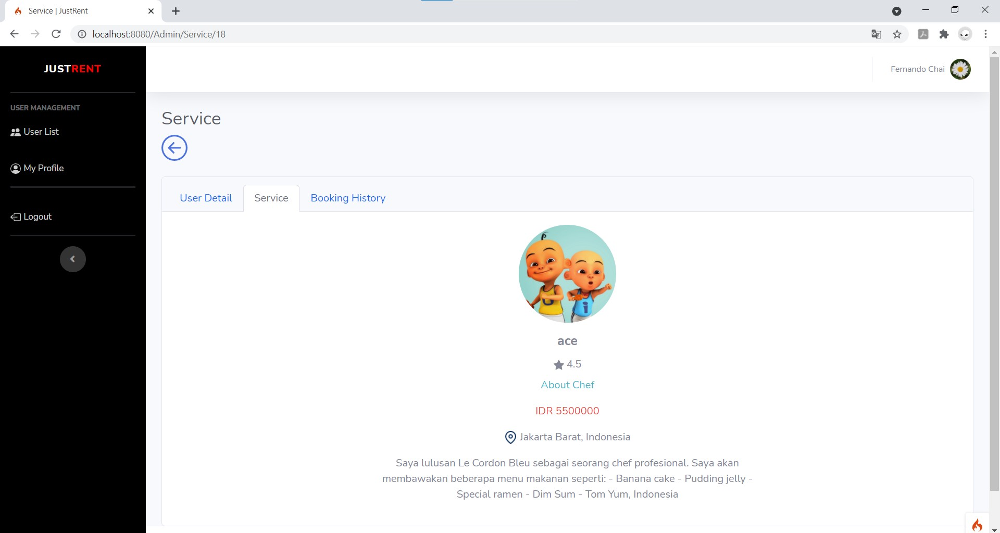 Service | JustRent
localhost:8080/Admin/Service/18
JUSTRENT
Fernando Chai
USER MANAGEMENT
User List
My Profile
Logout
Service
User Detail
Service
Booking History
U
i
ace
4.5
About Chef
IDR 5500000
Jakarta Barat, Indonesia
Saya lulusan Le Cordon Bleu sebagai seorang chef profesional. Saya akan
membawakan beberapa menu makanan seperti: - Banana cake - Pudding jelly -
Special ramen - Dim Sum - Tom Yum, Indonesia